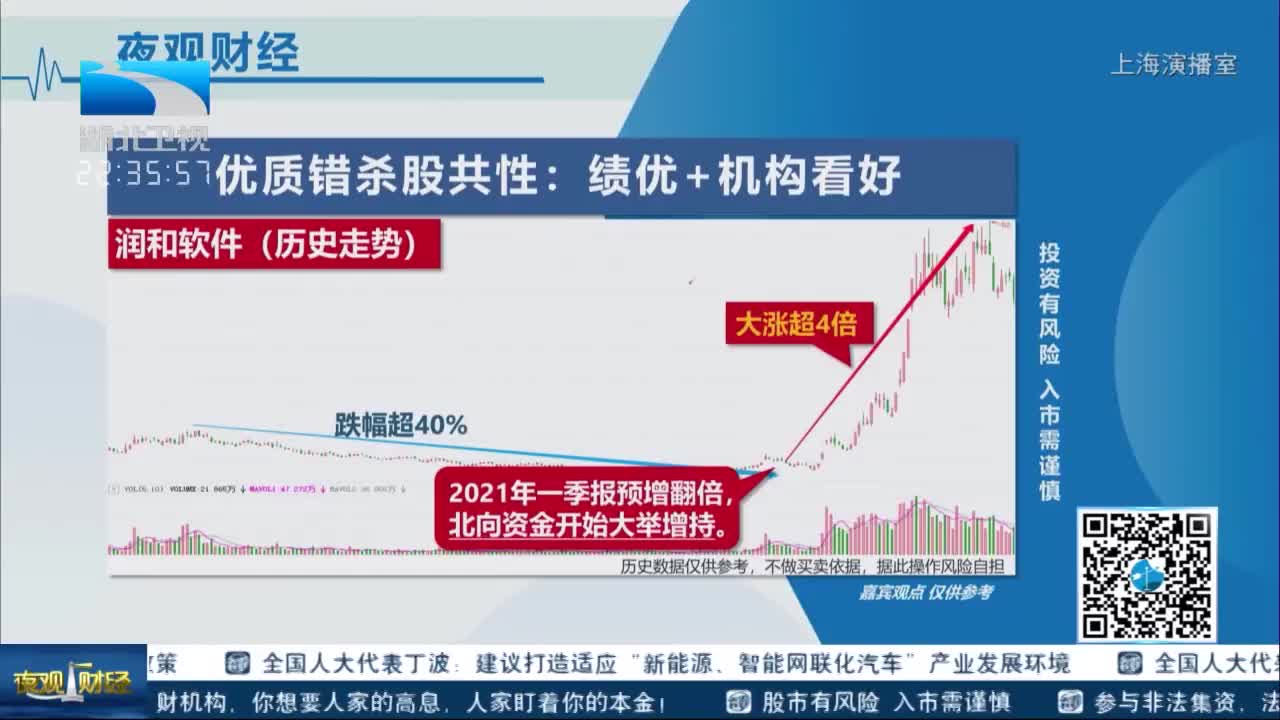 夜观财经
上海演播室
湖北卫视
22:35:57
优质错杀股共性：绩优+机构看好
润和软件（历史走势）
大涨超4倍
跌幅超40%
2021年一季报预增翻倍，
北向资金开始大举增持。
历史数据仅供参考，不做买卖依据，据此操作风险自担
嘉宾观点 仅供参考
投资有风险 入市需谨慎
夜观财经
策 全国人大代表丁波：建议打造适应“新能源、智能网联化汽车”产业发展环境 全国人大代
财机构，你想要人家的高息，人家盯着你的本金！ 股市有风险 入市需谨慎 参与非法集资，法